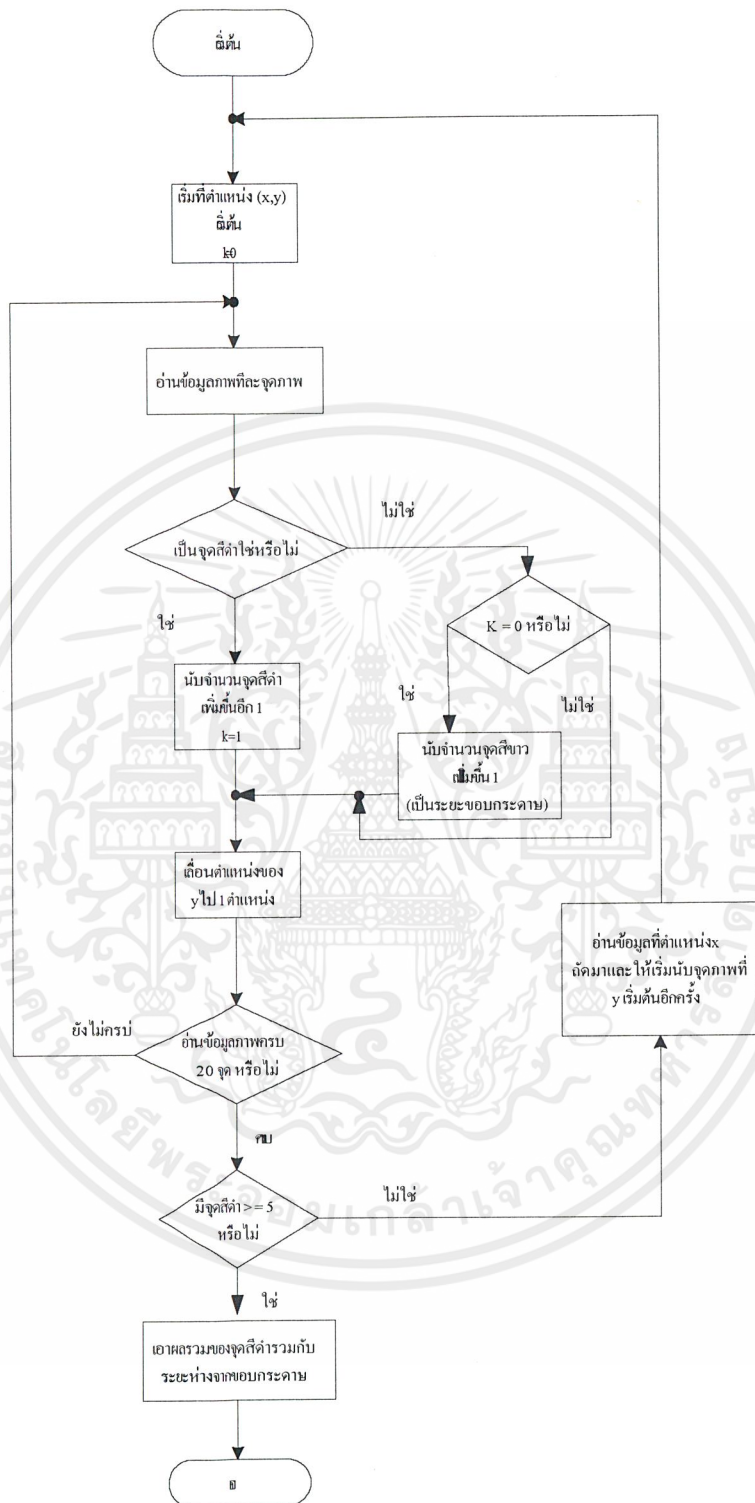 เริ่มที่ตำแหน่ง (x,y)
k0
อ่านข้อมูลภาพทีละจุดภาพ
เป็นจุดสีดำใช่หรือไม่
ไม่ใช่
K = 0 หรือไม่
ใช่
นับจำนวนจุดสีดำ
เพิ่มขึ้นอีก 1
k=1
ใช่
ไม่ใช่
นับจำนวนจุดสีขาว
เพิ่มขึ้น 1
(เป็นระยะขอบกระดาษ)
เลื่อนตำแหน่งของ
y ไป 1 ตำแหน่ง
อ่านข้อมูลที่ตำแหน่งx
ถัดมาและ ให้เริ่มนับจุดภาพที่
y เริ่มต้นอีกครั้ง
ยังไม่ครบ
อ่านข้อมูลภาพครบ
20 จุด หรือไม่
มีจุดสีดำ >= 5
หรือไม่
ไม่ใช่
ใช่
เอาผลรวมของจุดสีดำรวมกับ
ระยะห่างจากขอบกระดาษ